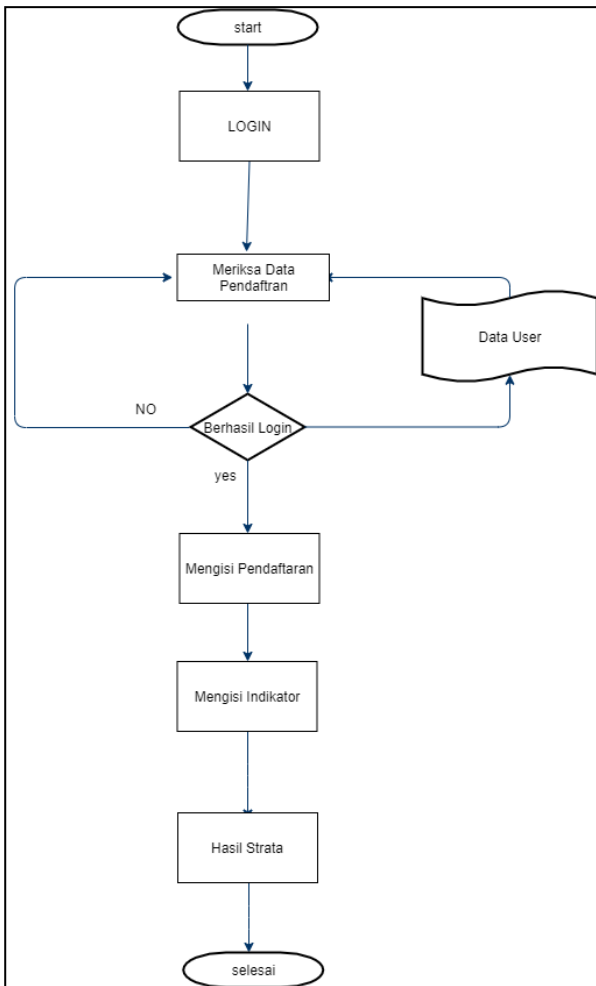 start
LOGIN
Meriksa Data
Pendaftran
Data User
NO
Berhasil Login
yes
Mengisi Pendaftaran
Mengisi Indikator
Hasil Strata
selesai